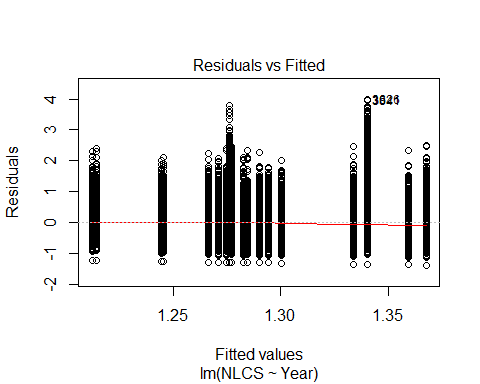 Residuals vs Fitted
Residuals
4
3
2
1
0
-1
-2
1.25
1.30
1.35
Fitted values
lm(NLCS ~ Year)